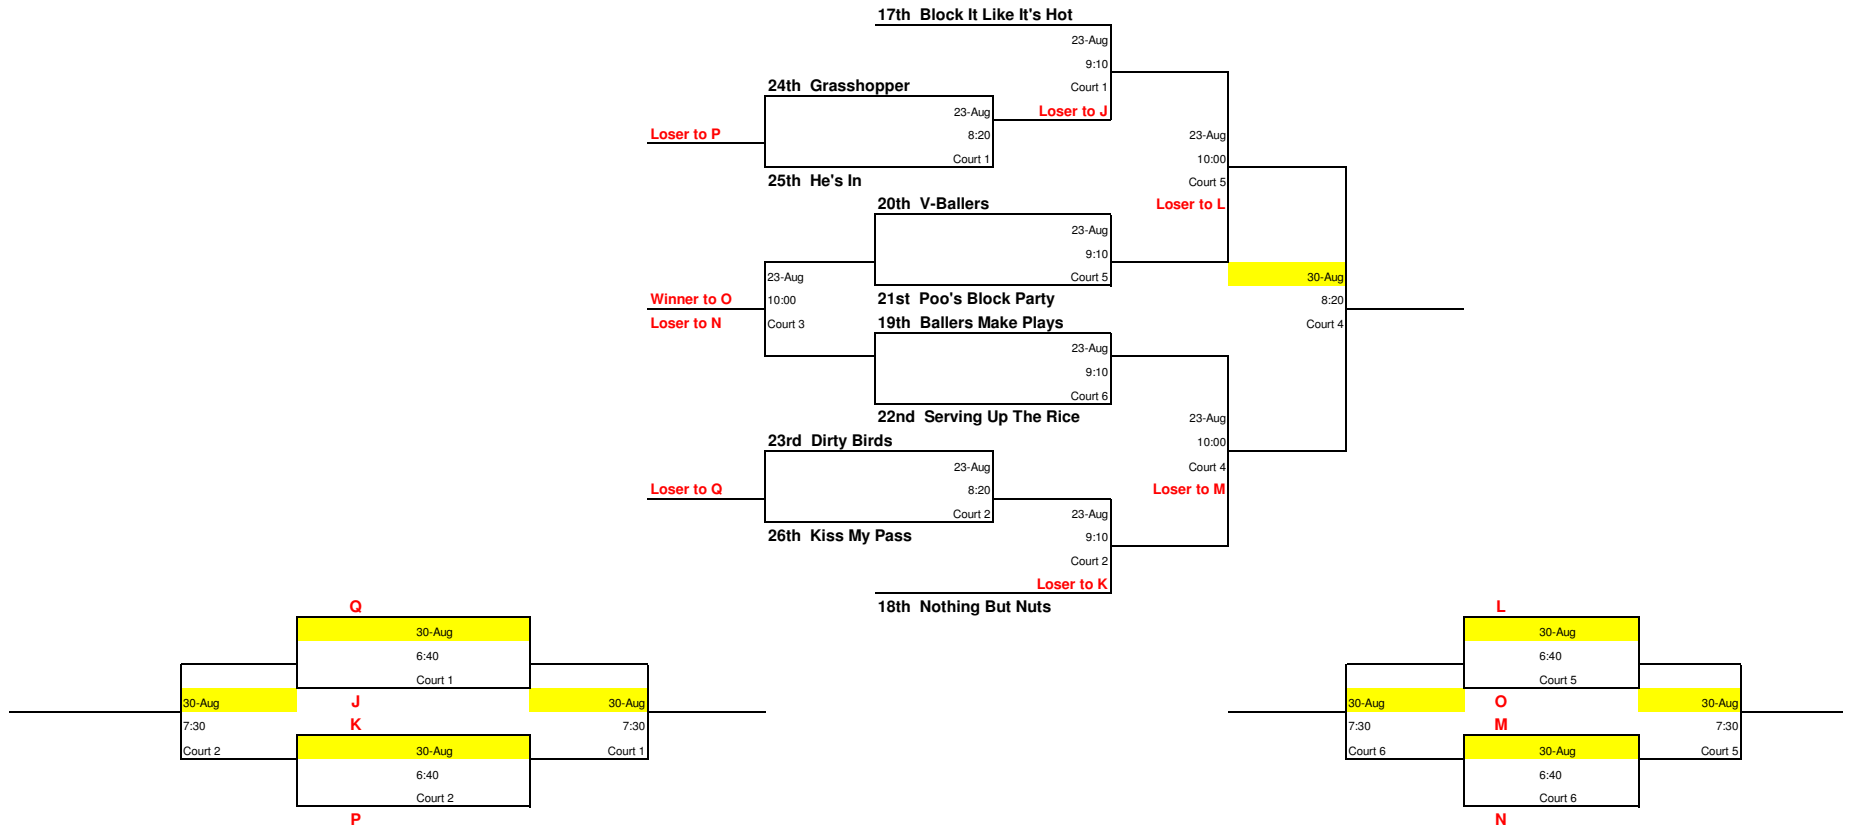 17th  Block It Like It's Hot
23-Aug
9:10
Court 1
Loser to J
24th  Grasshopper
23-Aug
8:20
Court 1
Loser to P
25th  He's In
23-Aug
10:00
Court 5
Loser to L
20th  V-Ballers
23-Aug
9:10
Court 5
21st  Poo's Block Party
23-Aug
10:00
Court 3
Winner to O
Loser to N
30-Aug
8:20
Court 4
19th  Ballers Make Plays
23-Aug
9:10
Court 6
22nd  Serving Up The Rice
23-Aug
10:00
Court 4
Loser to M
23rd  Dirty Birds
23-Aug
8:20
Court 2
Loser to Q
26th  Kiss My Pass
23-Aug
9:10
Court 2
Loser to K
18th  Nothing But Nuts
Q
30-Aug
6:40
Court 1
J
30-Aug
7:30
Court 2
30-Aug
7:30
Court 1
K
30-Aug
6:40
Court 2
P
L
30-Aug
6:40
Court 5
O
30-Aug
7:30
Court 6
30-Aug
7:30
Court 5
M
30-Aug
6:40
Court 6
N